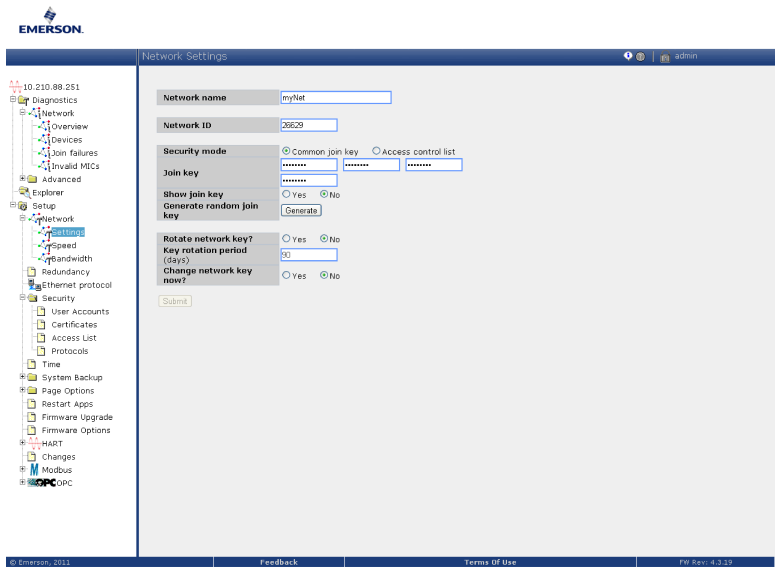 EMERSON.
Network Settings
admin
10.210.88.251
Diagnostics
Network
Overview
Devices
Join failures
Invalid MICs
Advanced
Explorer
Setup
Network
Settings
Speed
Bandwidth
Redundancy
Ethernet protocol
Security
User Accounts
Certificates
Access List
Protocols
Time
System Backup
Page Options
Restart Apps
Firmware Upgrade
Firmware Options
HART
Changes
Modbus
OPC OPC
Network name myNet
Network ID 26629
Security mode Common join key Access control list
Join key •••••••• •••••••• ••••••••
••••••••
Show join key Yes No
Generate random join key Generate
Rotate network key? Yes No
Key rotation period (days) 90
Change network key now? Yes No
Submit
© Emerson, 2011 Feedback Terms Of Use FW Rev: 4.3.19